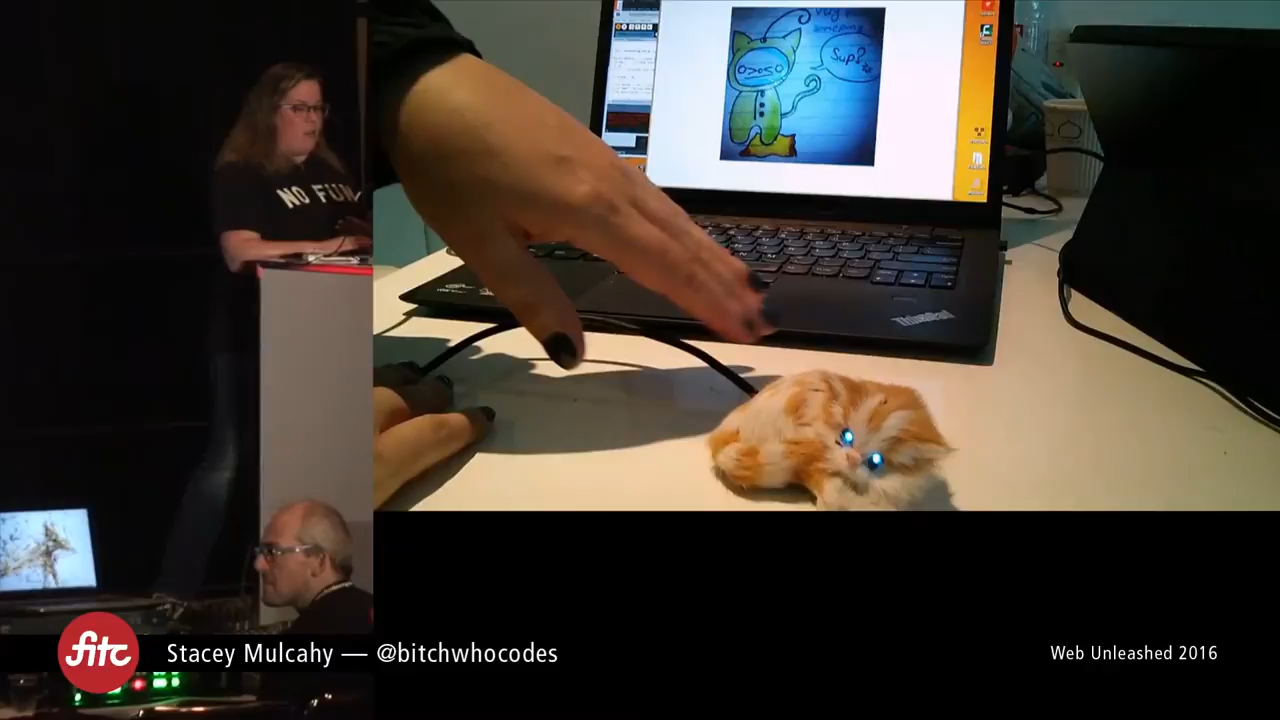 Sup?
NO FUN
ThinkPad
fitc
Stacey Mulcahy — @bitchwhocodes
Web Unleashed 2016